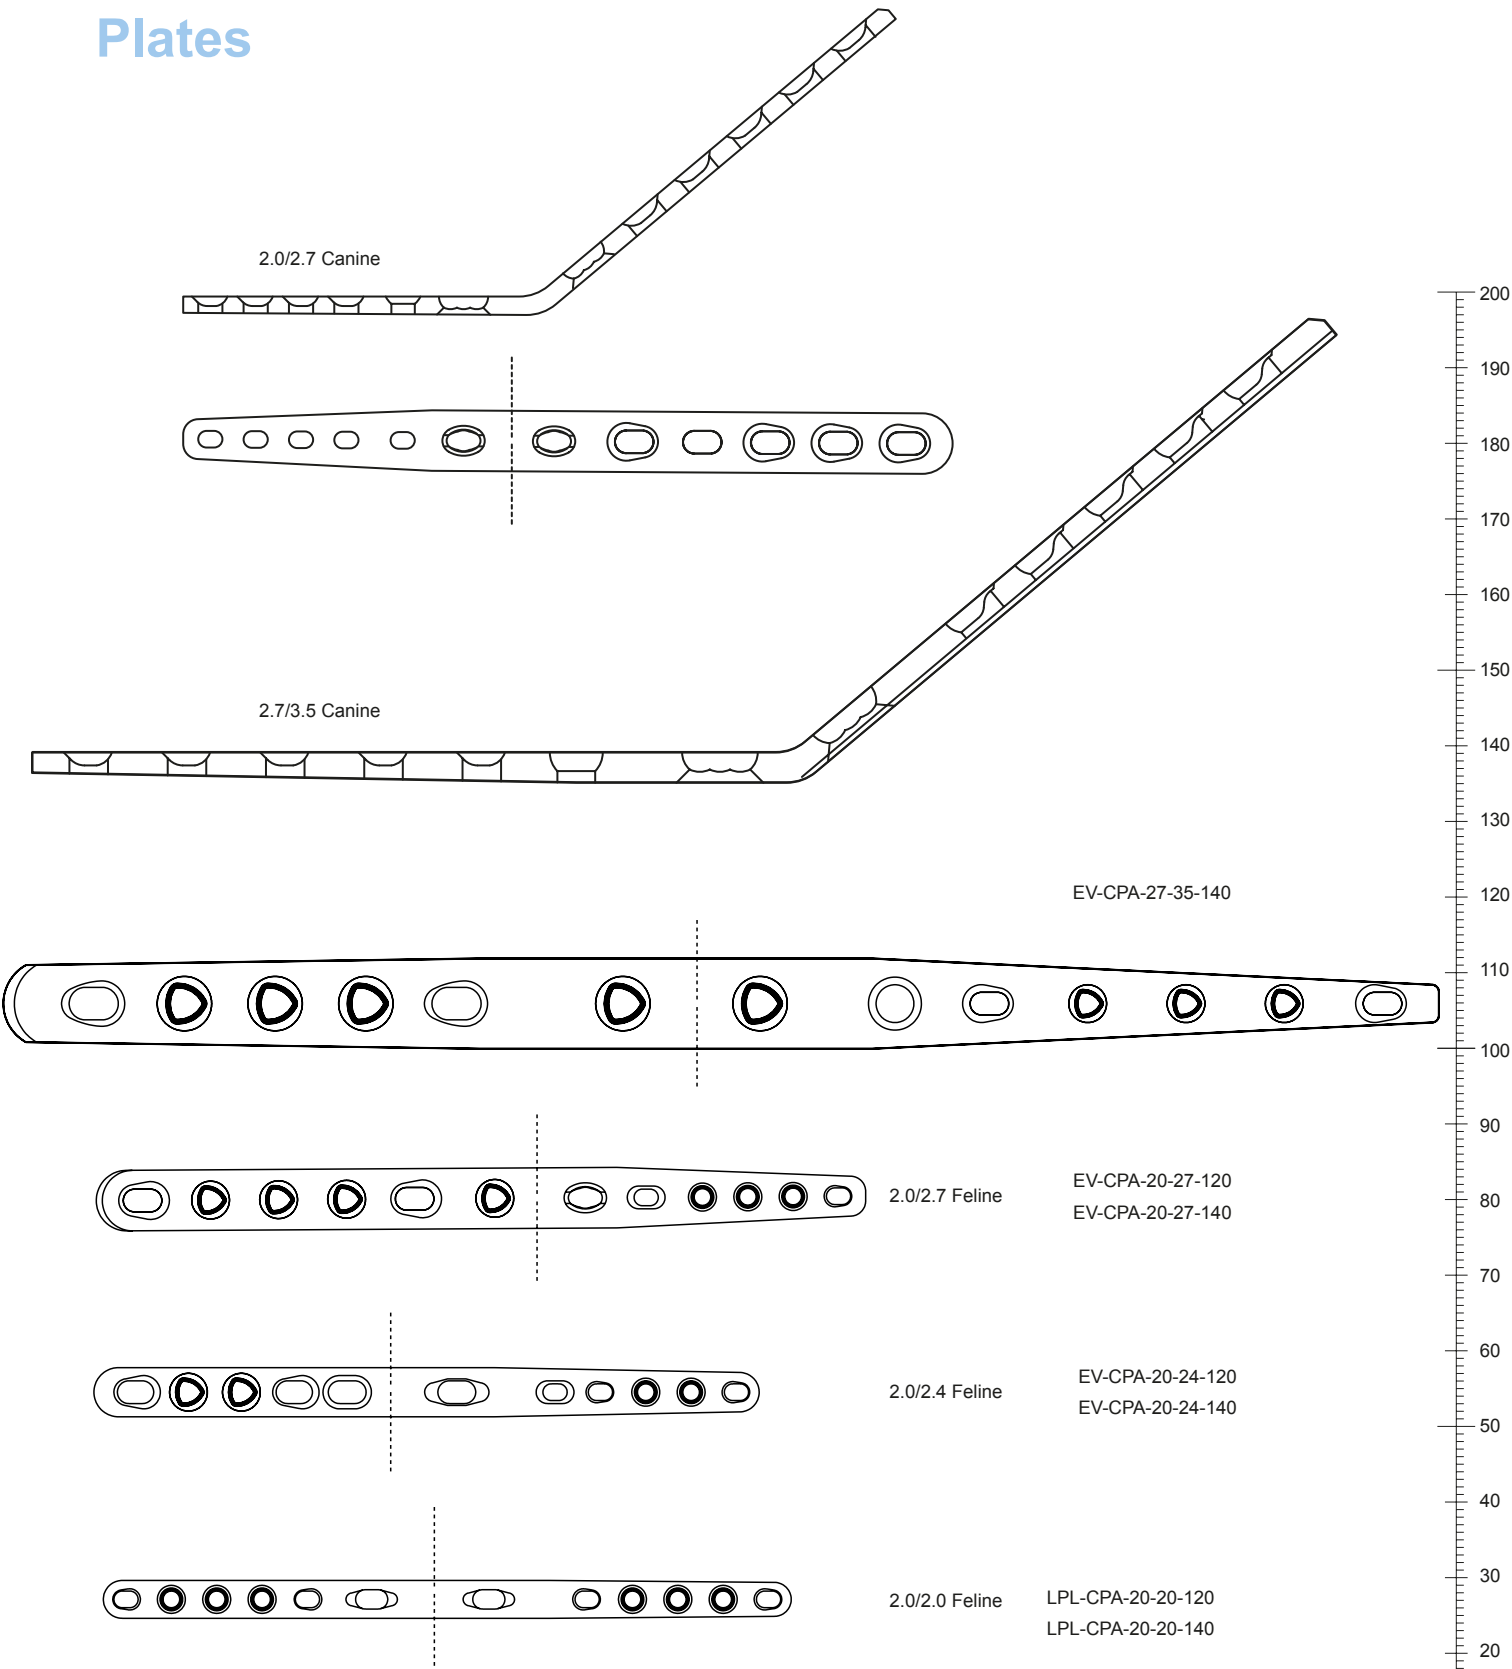 Plates
2.0/2.7 Canine
200
190
180
170
160
150
2.7/3.5 Canine
140
130
EV-CPA-27-35-140
120
110
100
90
2.0/2.7 Feline
EV-CPA-20-27-120
EV-CPA-20-27-140
80
70
60
2.0/2.4 Feline
EV-CPA-20-24-120
EV-CPA-20-24-140
50
40
30
2.0/2.0 Feline
LPL-CPA-20-20-120
LPL-CPA-20-20-140
20